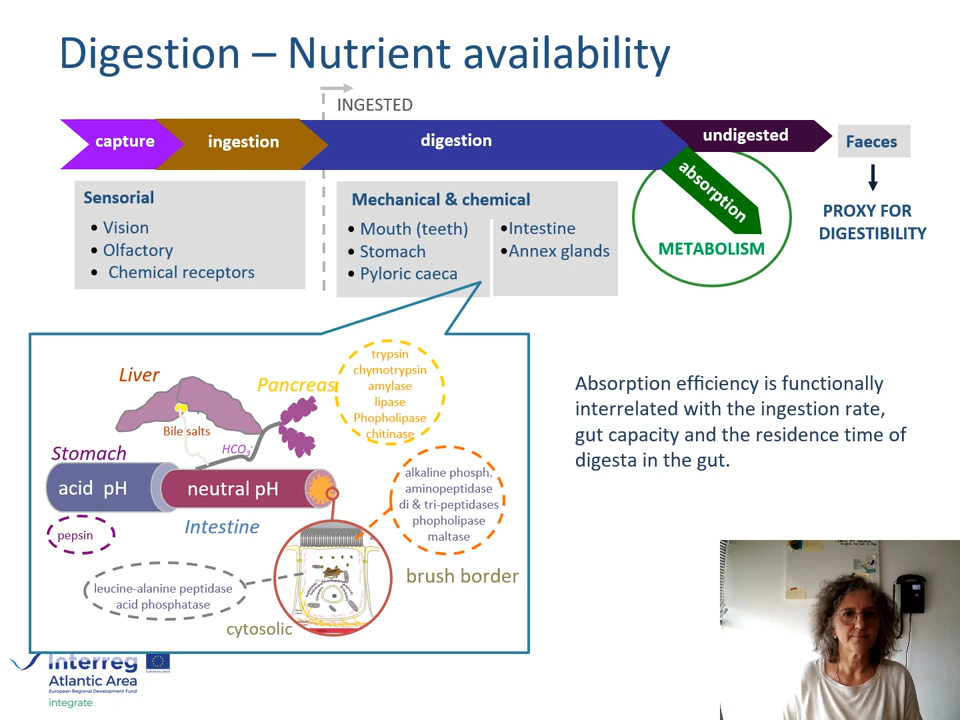 Digestion – Nutrient availability
INGESTED
capture
ingestion
digestion
undigested
Faeces
absorption
METABOLISM
PROXY FOR
DIGESTIBILITY
Sensorial
• Vision
• Olfactory
• Chemical receptors
Mechanical & chemical
• Mouth (teeth)
• Stomach
• Pyloric caeca
•Intestine
•Annex glands
Liver
Pancreas
trypsin
chymotrypsin
amylase
lipase
Phopholipase
chitinase
Bile salts
HCO3-
Stomach
acid pH
neutral pH
Intestine
pepsin
alkaline phosph.
aminopeptidase
di & tri-peptidases
phopholipase
maltase
brush border
leucine-alanine peptidase
acid phosphatase
cytosolic
Absorption efficiency is functionally
interrelated with the ingestion rate,
gut capacity and the residence time of
digesta in the gut.
Interreg
Atlantic Area
European Regional Development Fund
integrate